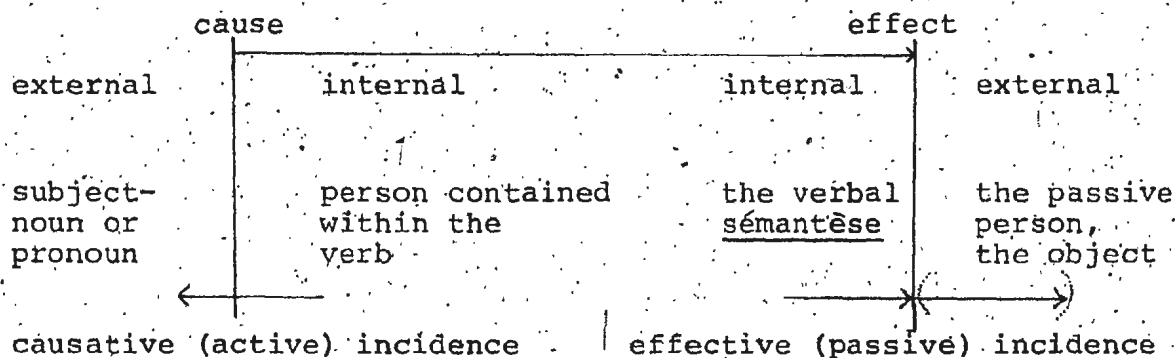 cause effect
external internal internal external
subject- person contained the verbal the passive
noun or within the sémantèse person,
pronoun verb the object
causative (active) incidence effective (passive) incidence